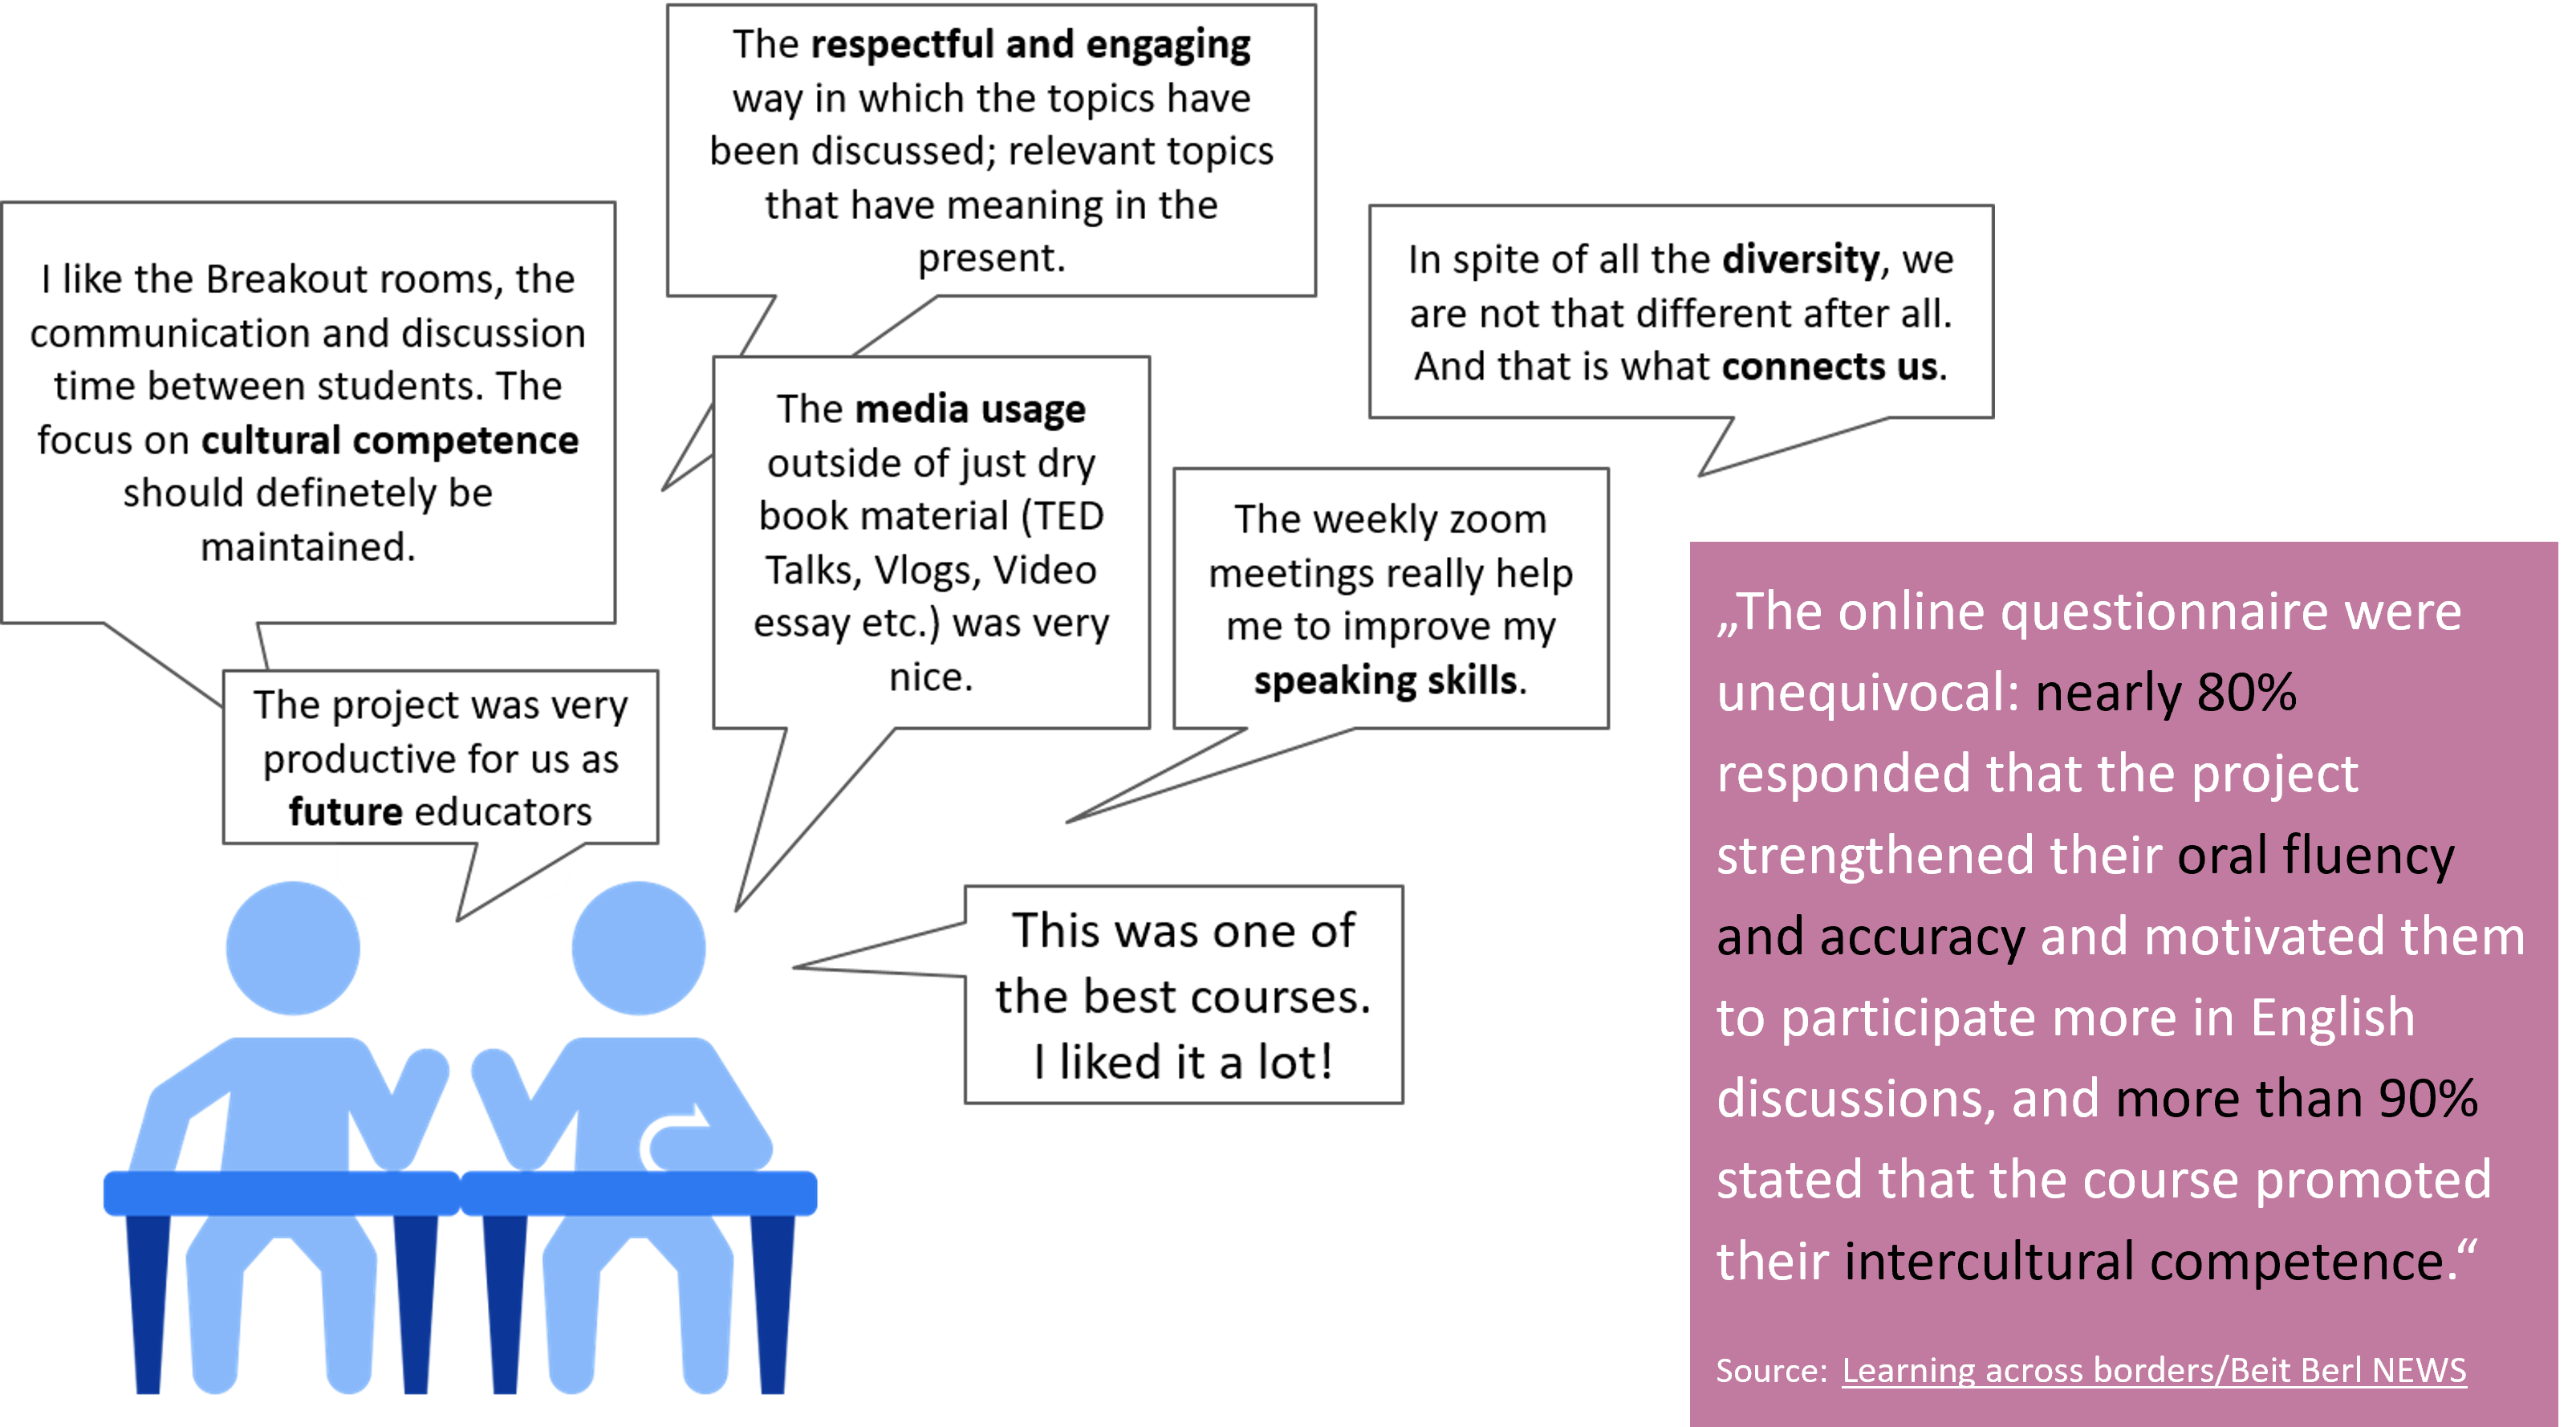 The respectful and engaging
way in which the topics have
been discussed; relevant topics
that have meaning in the
present.
I like the Breakout rooms, the
communication and discussion
time between students. The
focus on cultural competence
should definetely be
maintained.
In spite of all the diversity, we
are not that different after all.
And that is what connects us.
The media usage
outside of just dry
book material (TED
Talks, Vlogs, Video
essay etc.) was very
nice.
The weekly zoom
meetings really help
me to improve my
speaking skills.
The project was very
productive for us as
future educators
This was one of
the best courses.
I liked it a lot!
„The online questionnaire were
unequivocal: nearly 80%
responded that the project
strengthened their oral fluency
and accuracy and motivated them
to participate more in English
discussions, and more than 90%
stated that the course promoted
their intercultural competence.“
Source: Learning across borders/Beit Berl NEWS